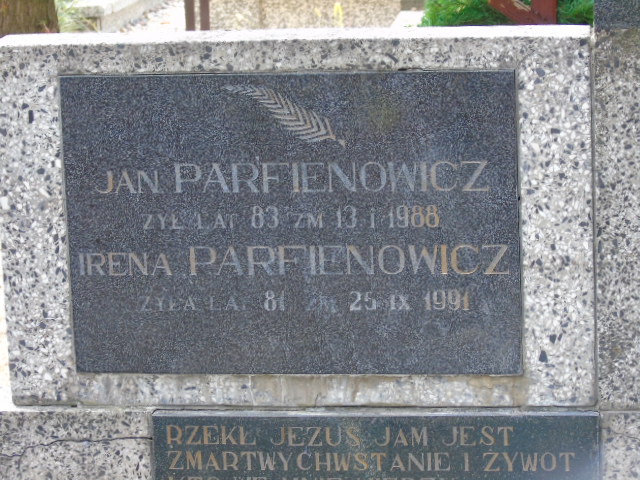 JAN PARFIENOWICZ
ŻYŁ LAT 83 ZM 13 I 1988
IRENA PARFIENOWICZ
ŻYŁA LAT 81 ZM 25 IX 1991
RZEKŁ JEZUS JAM JEST
ZMARTWYCHWSTANIE I ŻYWOT